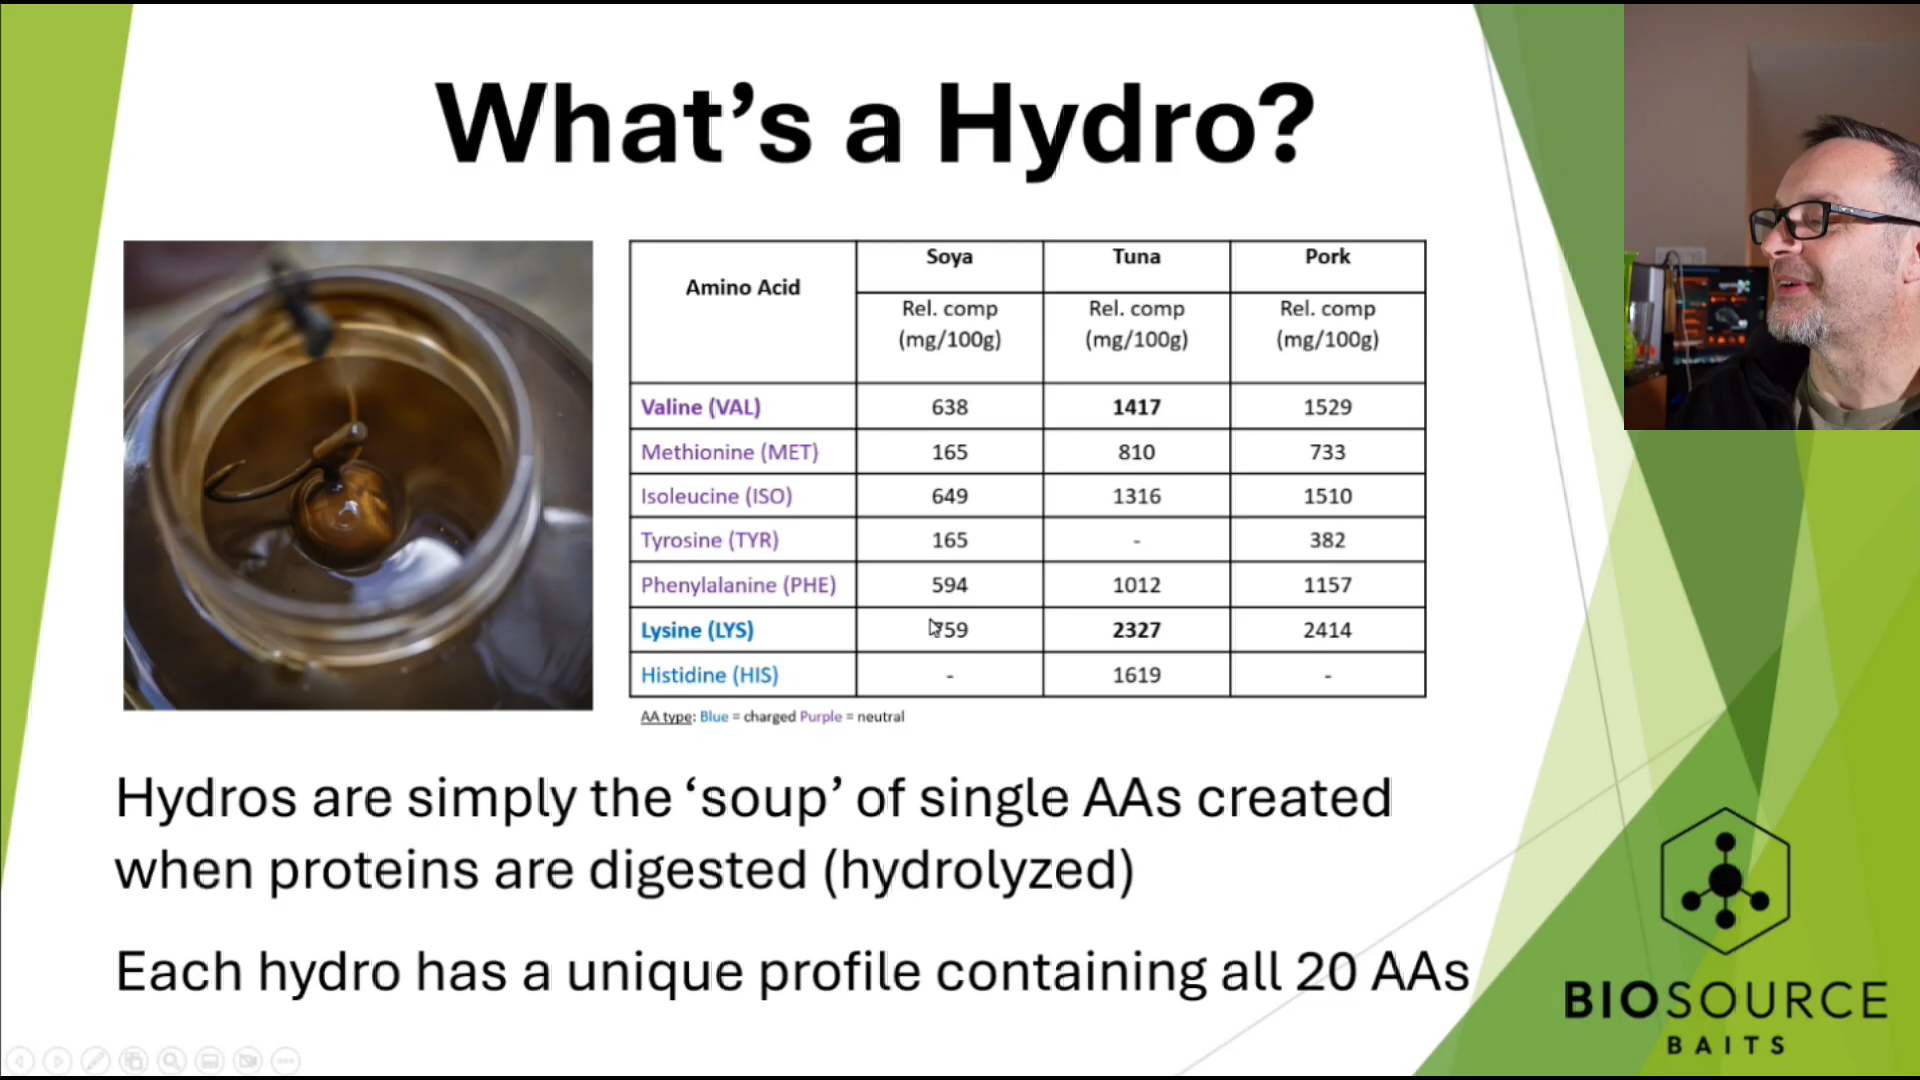 What's a Hydro?
Amino Acid Soya Tuna Pork
Rel. comp (mg/100g) Rel. comp (mg/100g) Rel. comp (mg/100g)
Valine (VAL) 638 1417 1529
Methionine (MET) 165 810 733
Isoleucine (ISO) 649 1316 1510
Tyrosine (TYR) 165 - 382
Phenylalanine (PHE) 594 1012 1157
Lysine (LYS) 2327 2414
Histidine (HIS) - 1619 -
AA type: Blue = charged Purple = neutral
Hydros are simply the ‘soup’ of single AAs created
when proteins are digested (hydrolyzed)
Each hydro has a unique profile containing all 20 AAs
BIOSOURCE
BAITS